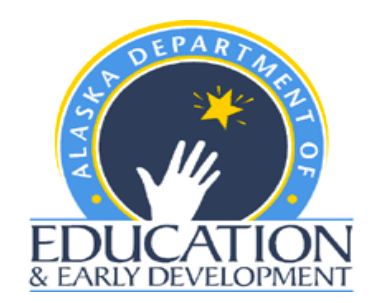 ALASKA DEPARTMENT OF
EDUCATION
& EARLY DEVELOPMENT